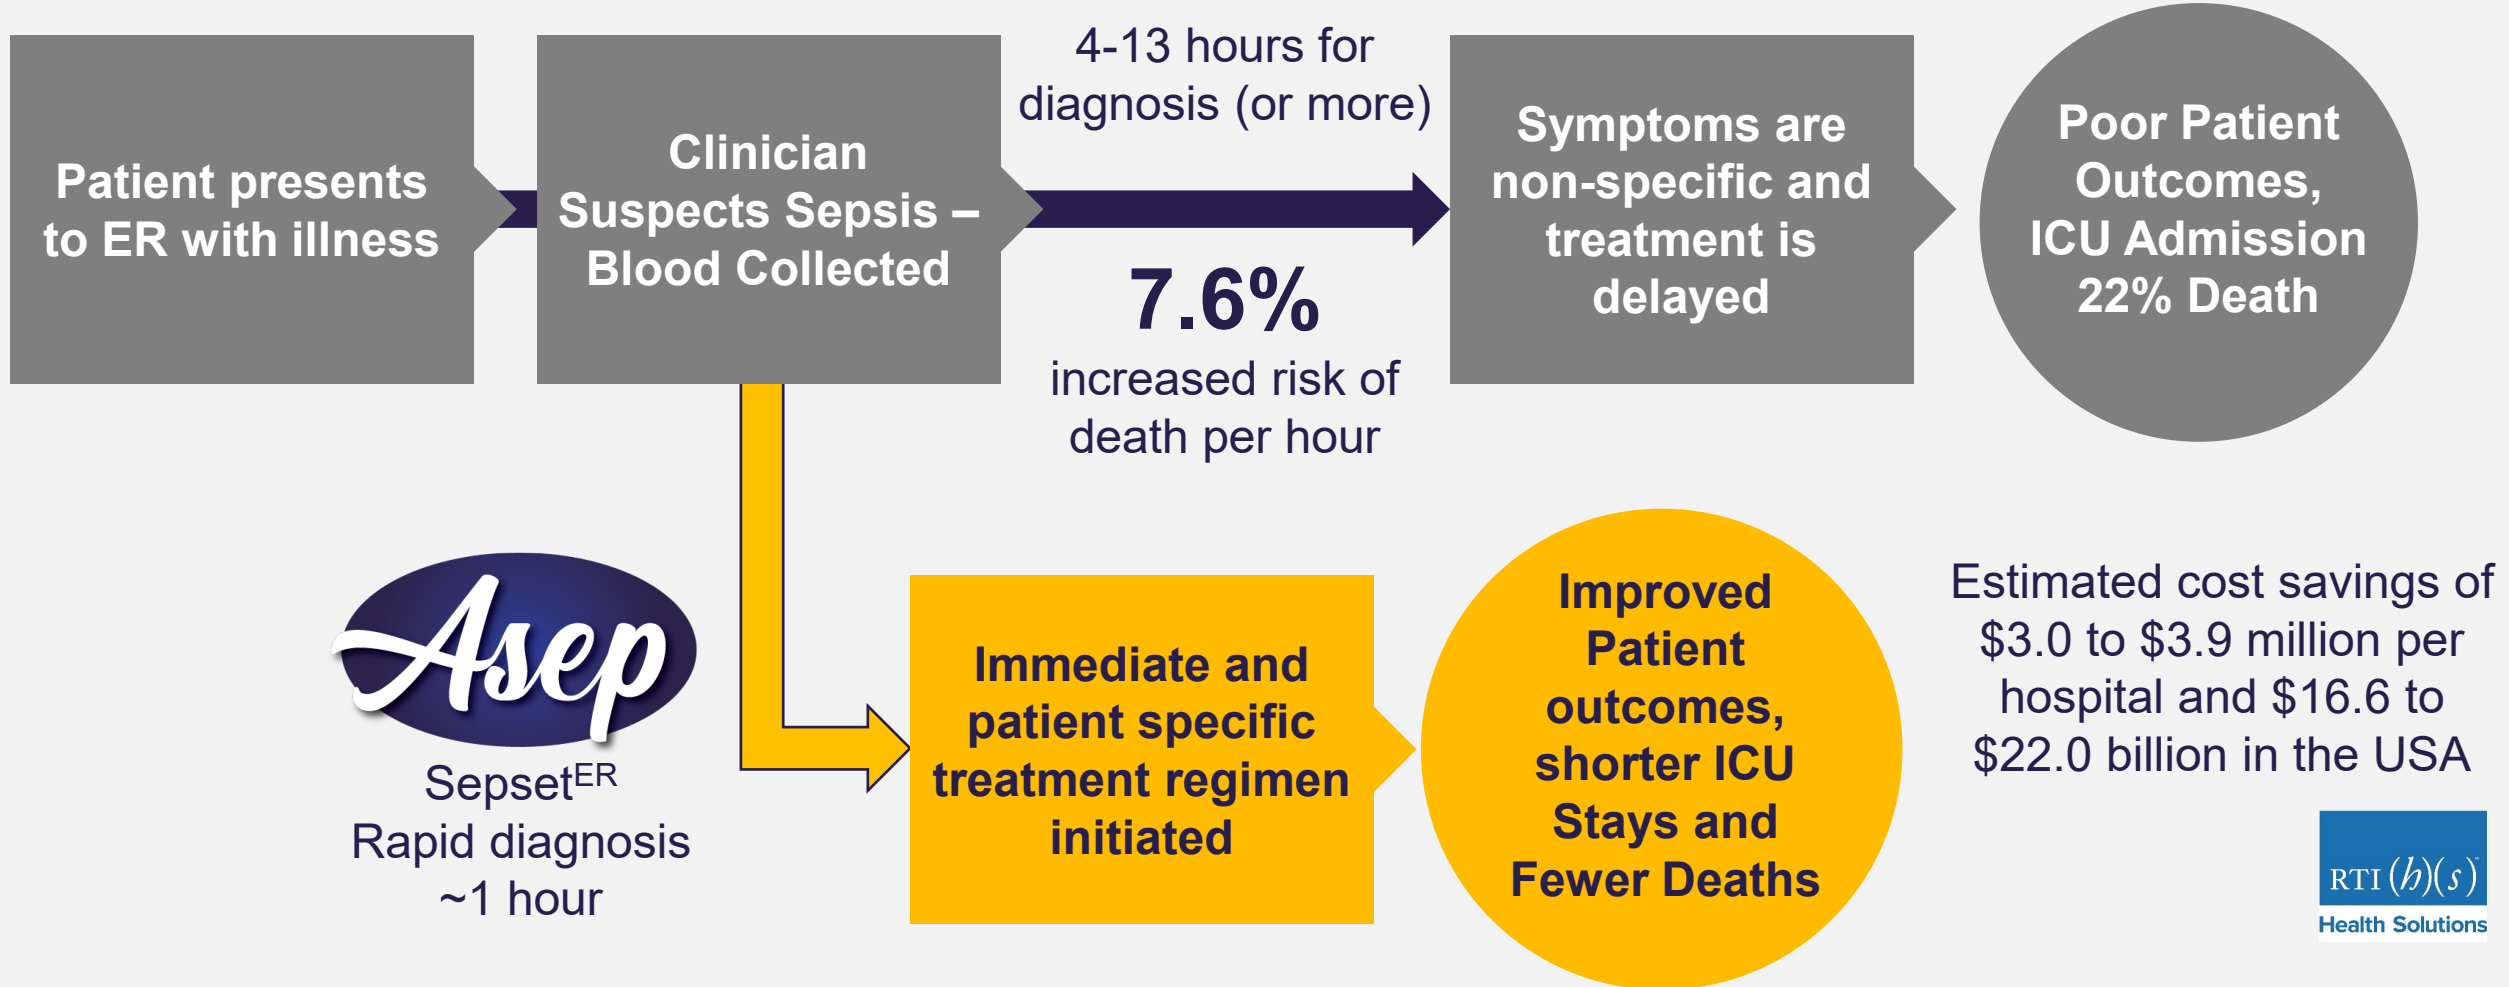 Patient presents
to ER with illness
Clinician
Suspects Sepsis –
Blood Collected
4-13 hours for
diagnosis (or more)
7.6%
increased risk of
death per hour
Symptoms are
non-specific and
treatment is
delayed
Poor Patient
Outcomes,
ICU Admission
22% Death
Asep
SepsetER
Rapid diagnosis
~1 hour
Immediate and
patient specific
treatment regimen
initiated
Improved
Patient
outcomes,
shorter ICU
Stays and
Fewer Deaths
Estimated cost savings of
$3.0 to $3.9 million per
hospital and $16.6 to
$22.0 billion in the USA
RTI (h)(s)™
Health Solutions